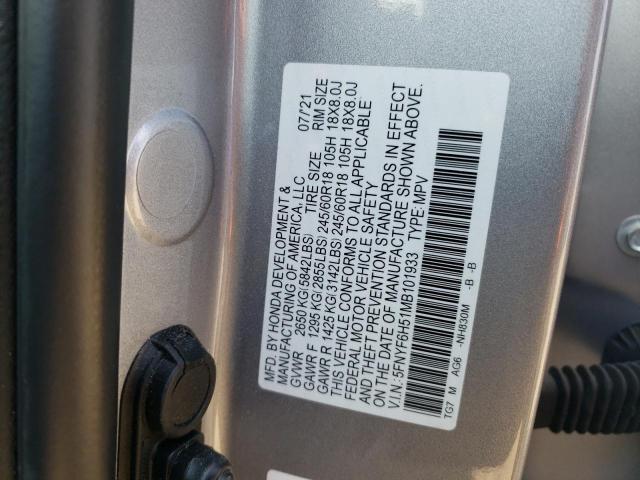 MFD. BY HONDA DEVELOPMENT &
MANUFACTURING OF AMERICA, LLC 07/'21
GVWR 2650 KG(5842LBS) TIRE SIZE RIM SIZE
GAWR F 1295 KG(2855LBS) 245/60R18 105H 18X8.0J
GAWR R 1425 KG(3142LBS) 245/60R18 105H 18X8.0J
THIS VEHICLE CONFORMS TO ALL APPLICABLE
FEDERAL MOTOR VEHICLE SAFETY
AND THEFT PREVENTION STANDARDS IN EFFECT
ON THE DATE OF MANUFACTURE SHOWN ABOVE.
V.I.N.: 5FNYF6H51MB101933 TYPE:MPV
TG7 M AG6 -NH830M -B -B